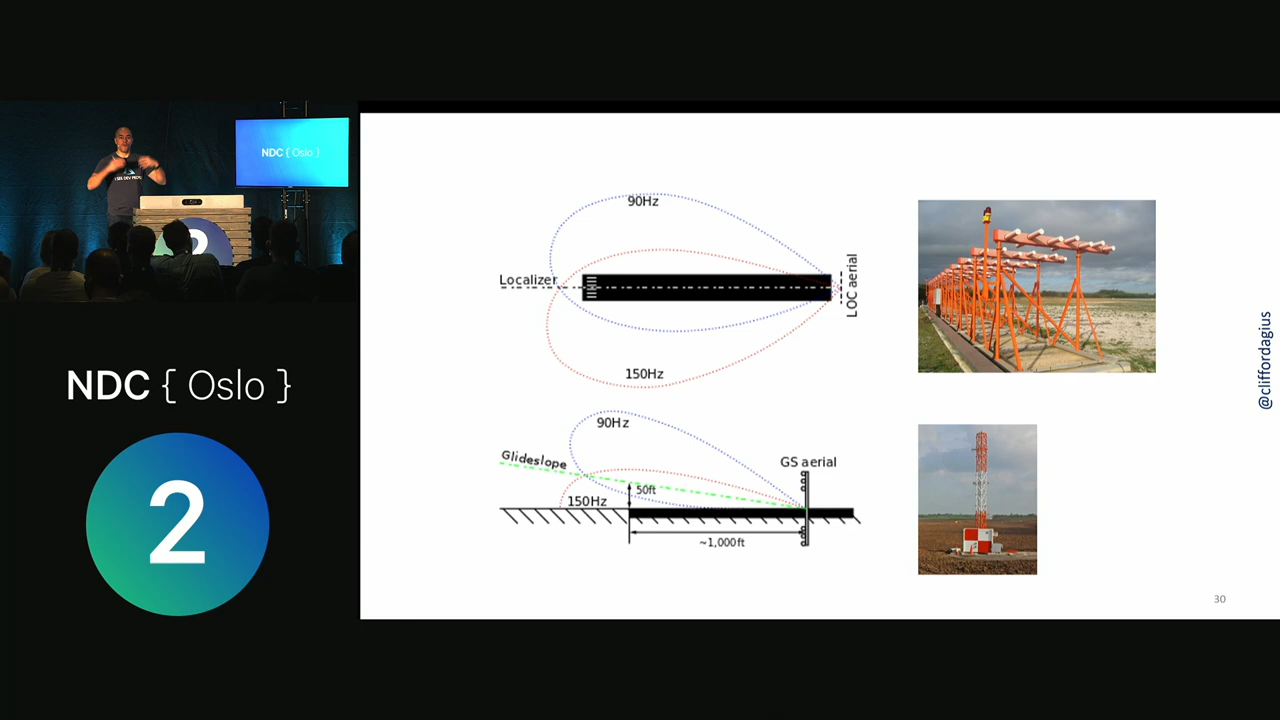 NDC { Oslo }
NDC { Oslo }
2
90Hz
Localizer
LOC aerial
150Hz
90Hz
Glideslope
GS aerial
50ft
150Hz
~1,000ft
@cliffordagius
30